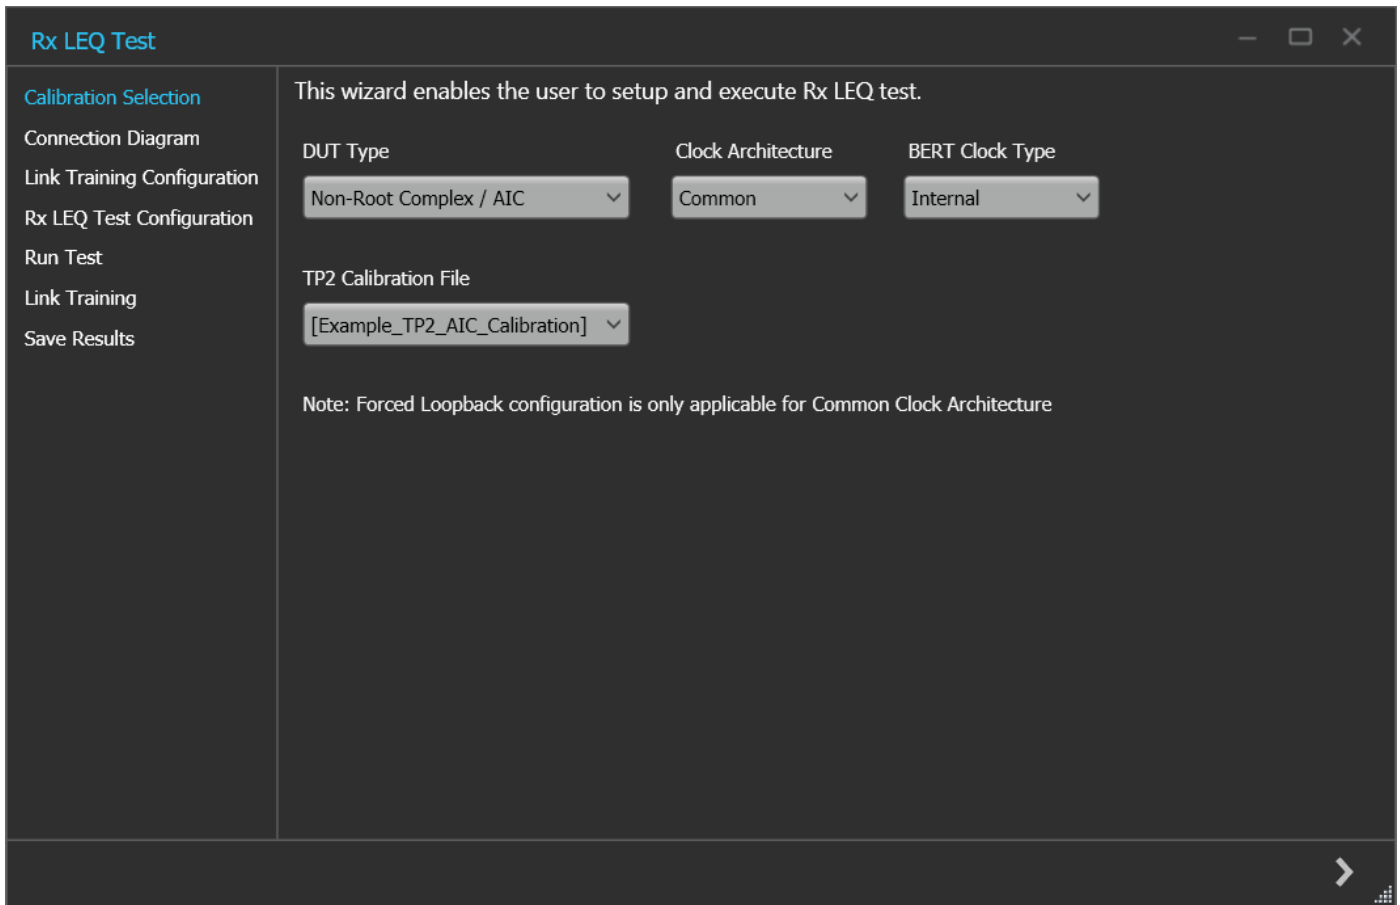 Rx LEQ Test
Calibration Selection
Connection Diagram
Link Training Configuration
Rx LEQ Test Configuration
Run Test
Link Training
Save Results
This wizard enables the user to setup and execute Rx LEQ test.
DUT Type
Clock Architecture
BERT Clock Type
Non-Root Complex / AIC
Common
Internal
TP2 Calibration File
[Example_TP2_AIC_Calibration]
Note: Forced Loopback configuration is only applicable for Common Clock Architecture